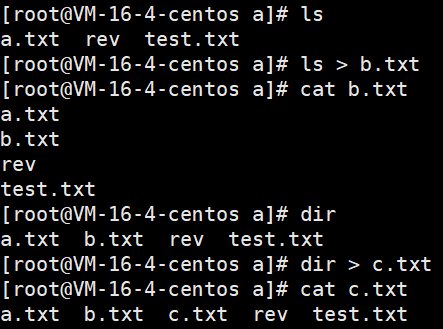 [root@VM-16-4-centos a]# ls
a.txt  rev  test.txt
[root@VM-16-4-centos a]# ls > b.txt
[root@VM-16-4-centos a]# cat b.txt
a.txt
b.txt
rev
test.txt
[root@VM-16-4-centos a]# dir
a.txt  b.txt  rev  test.txt
[root@VM-16-4-centos a]# dir > c.txt
[root@VM-16-4-centos a]# cat c.txt
a.txt  b.txt  c.txt  rev  test.txt